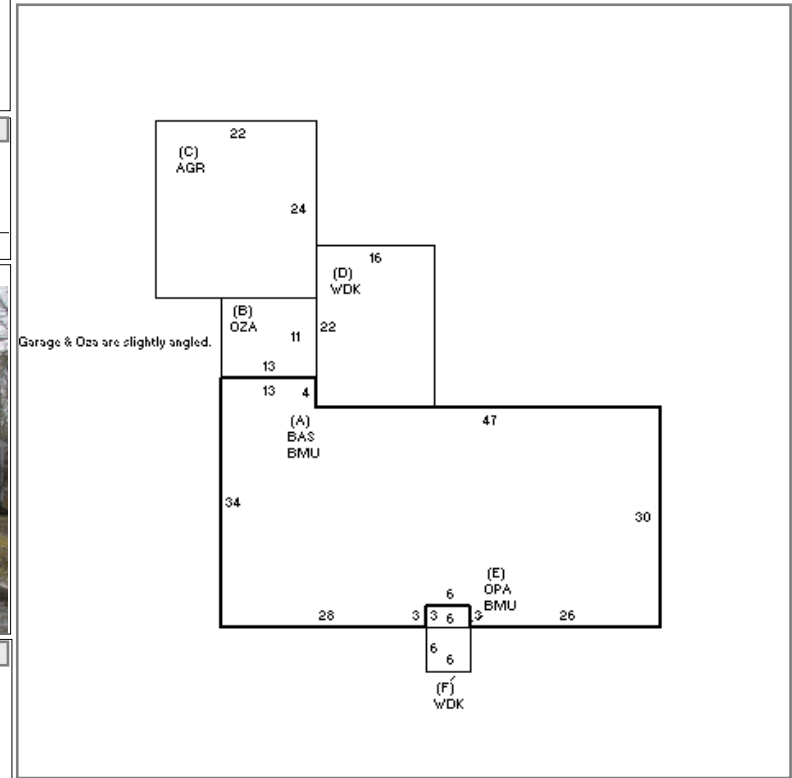 22
(C)
AGR
24
16
(D)
WDK
(B)
OZA
11
22
Garage & Oza are slightly angled.
13
13
4
(A)
BAS
BMU
47
34
30
(E)
OPA
BMU
6
28
3
3
6
3
26
6
6
(F)
WDK